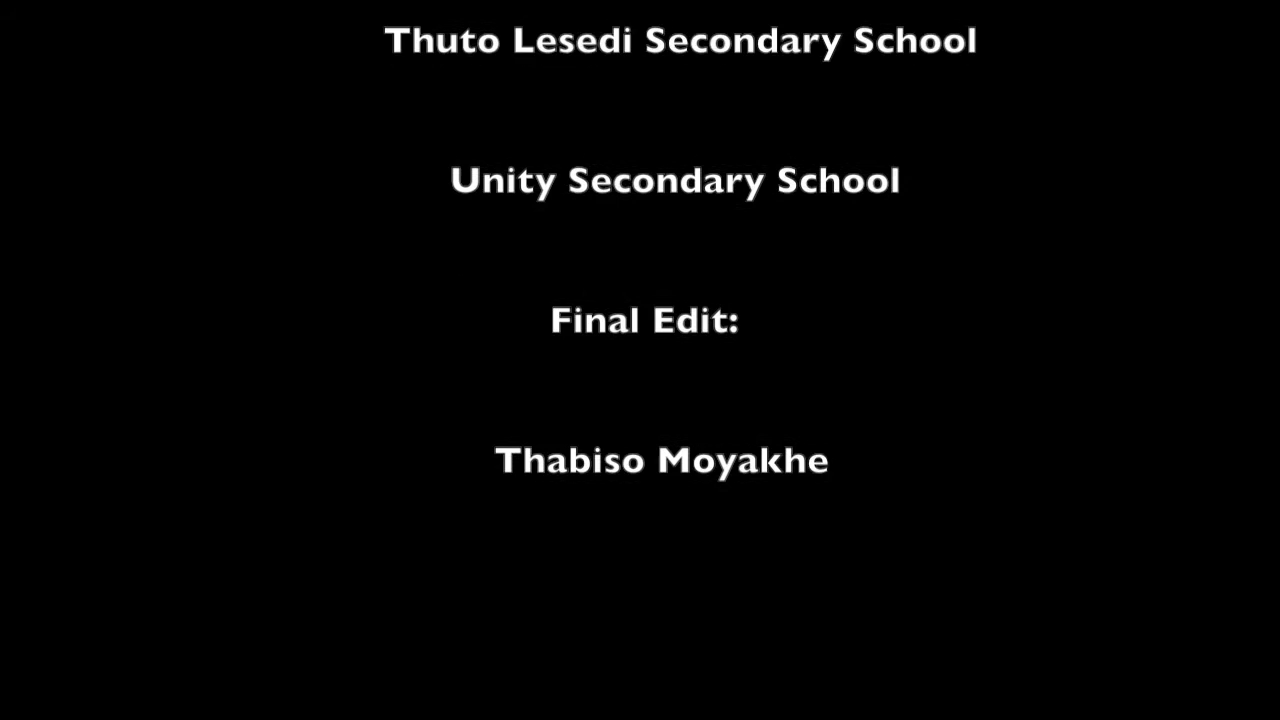 Thuto Lesedi Secondary School
Unity Secondary School
Final Edit:
Thabiso Moyakhe